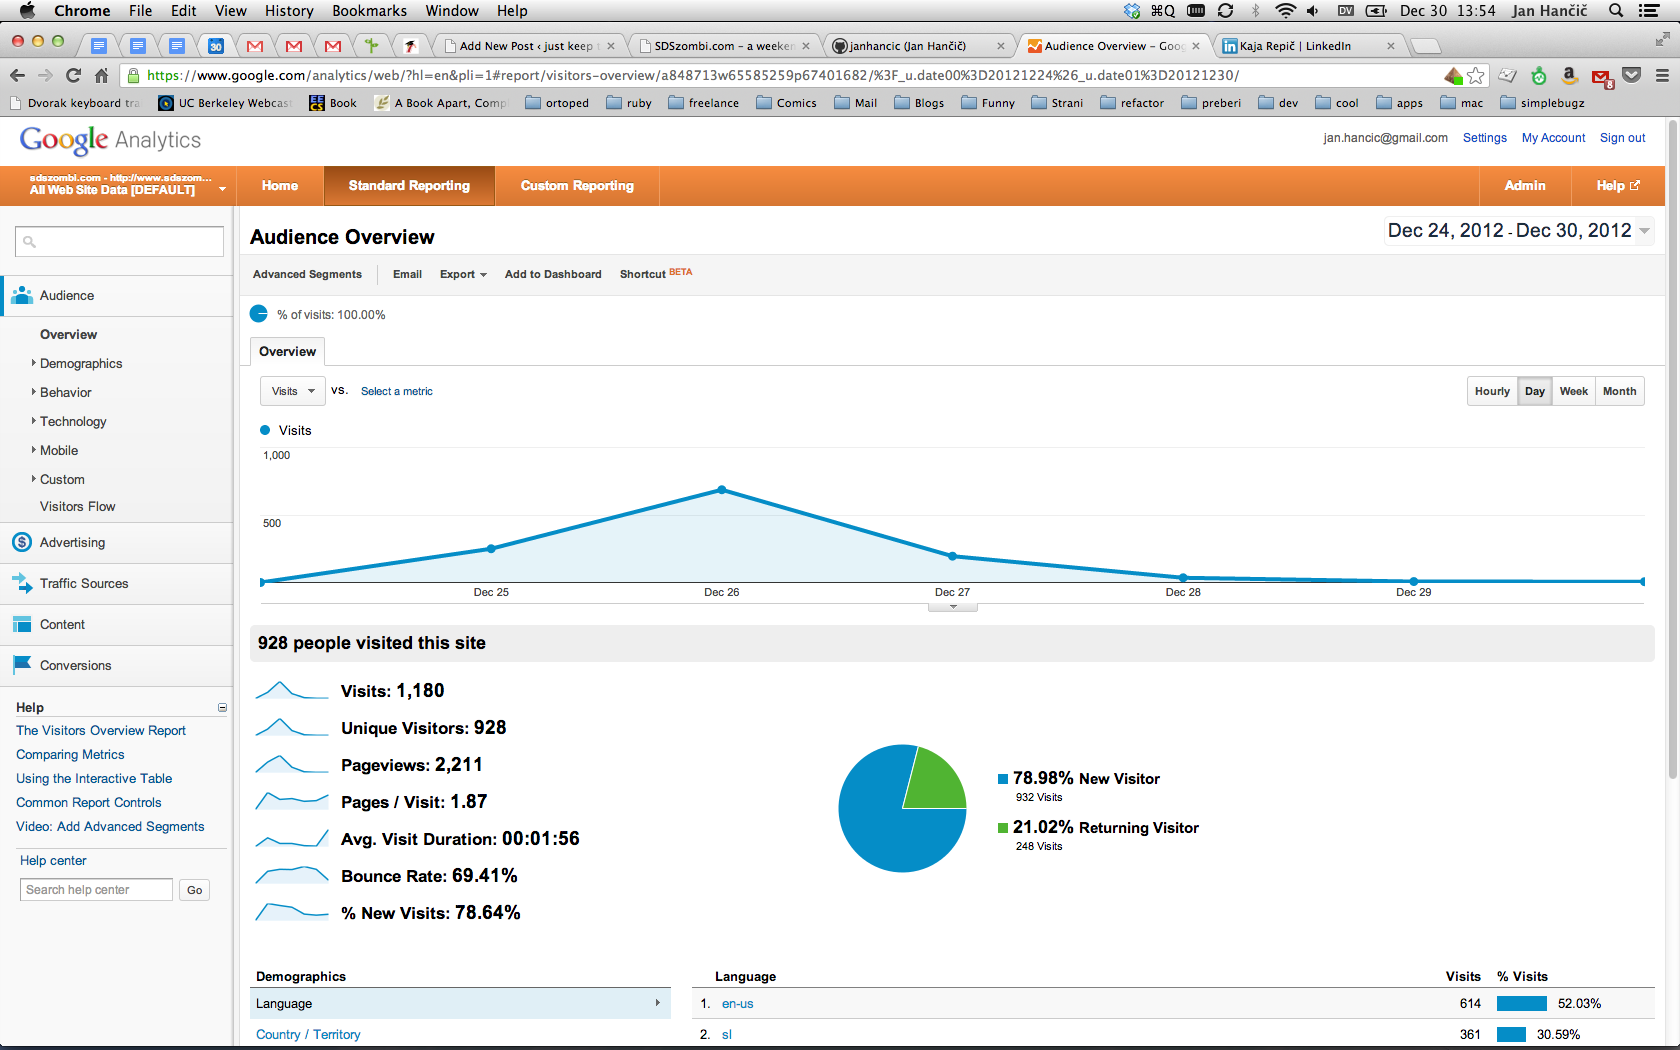 Chrome File Edit View History Bookmarks Window Help ⌘Q DV Dec 30 13:54 Jan Hančič
30 Add New Post ‹ just keep SDSzombi.com – a weeken janhancic (Jan Hančič) Audience Overview – Goog Kaja Repič | LinkedIn
https://www.google.com/analytics/web/?hl=en&pli=1#report/visitors-overview/a848713w65585259p67401682/%3F_u.date00%3D20121224%26_u.date01%3D20121230/
Dvorak keyboard tra UC Berkeley Webcast EECS Book A Book Apart, Comp ortoped ruby freelance Comics Mail Blogs Funny Strani refactor preberi dev cool apps mac simplebugz
Google Analytics
jan.hancic@gmail.com Settings My Account Sign out
sdszombi.com - http://www.sdszom...
All Web Site Data [DEFAULT]
Home Standard Reporting Custom Reporting Admin Help
Audience Overview
Dec 24, 2012 - Dec 30, 2012
Advanced Segments Email Export Add to Dashboard Shortcut BETA
% of visits: 100.00%
Overview
Visits VS. Select a metric
Hourly Day Week Month
Visits
1,000
500
Dec 25 Dec 26 Dec 27 Dec 28 Dec 29
Audience
Overview
Demographics
Behavior
Technology
Mobile
Custom
Visitors Flow
Advertising
Traffic Sources
Content
Conversions
Help
The Visitors Overview Report
Comparing Metrics
Using the Interactive Table
Common Report Controls
Video: Add Advanced Segments
Help center
Search help center Go
928 people visited this site
Visits: 1,180
Unique Visitors: 928
Pageviews: 2,211
Pages / Visit: 1.87
Avg. Visit Duration: 00:01:56
Bounce Rate: 69.41%
% New Visits: 78.64%
78.98% New Visitor
932 Visits
21.02% Returning Visitor
248 Visits
Demographics
Language
Country / Territory
Language Visits % Visits
1. en-us 614 52.03%
2. sl 361 30.59%